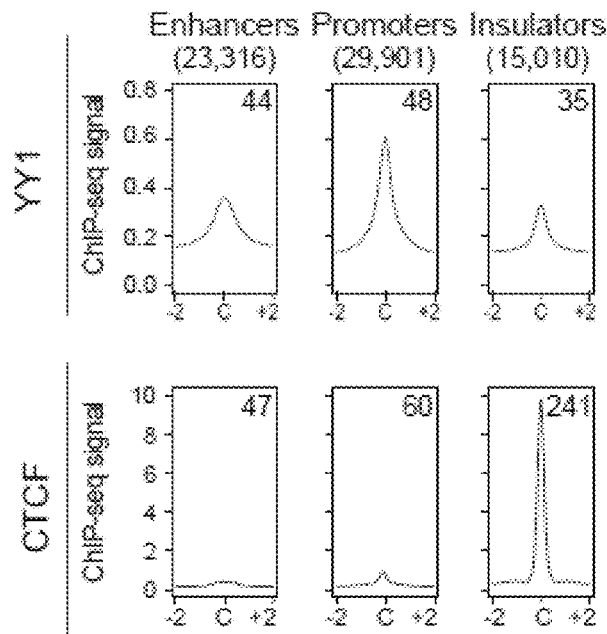 Enhancers Promoters Insulators
(23,316) (29,901) (15,010)
YY1
ChIP-seq signal
0.8
0.6
0.4
0.2
0.0
44
48
35
-2 C +2
-2 C +2
-2 C +2
CTCF
ChIP-seq signal
10
8
6
4
2
0
47
60
241
-2 C +2
-2 C +2
-2 C +2